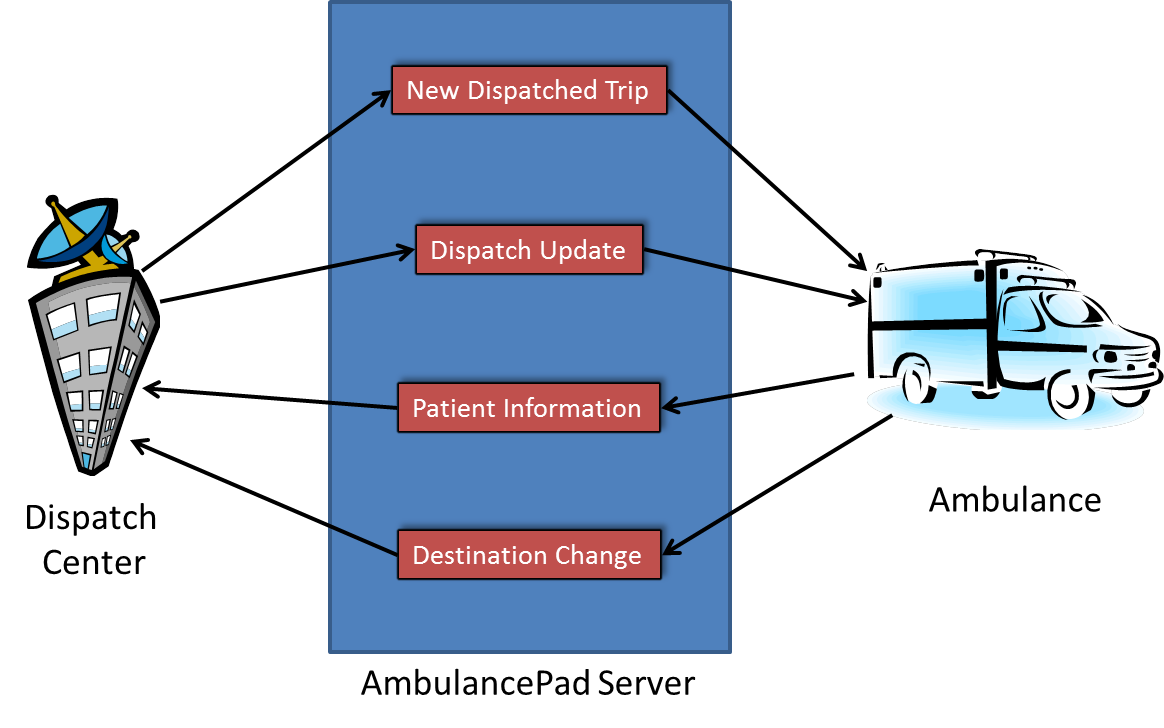 New Dispatched Trip
Dispatch Update
Patient Information
Destination Change
Dispatch
Center
Ambulance
AmbulancePad Server